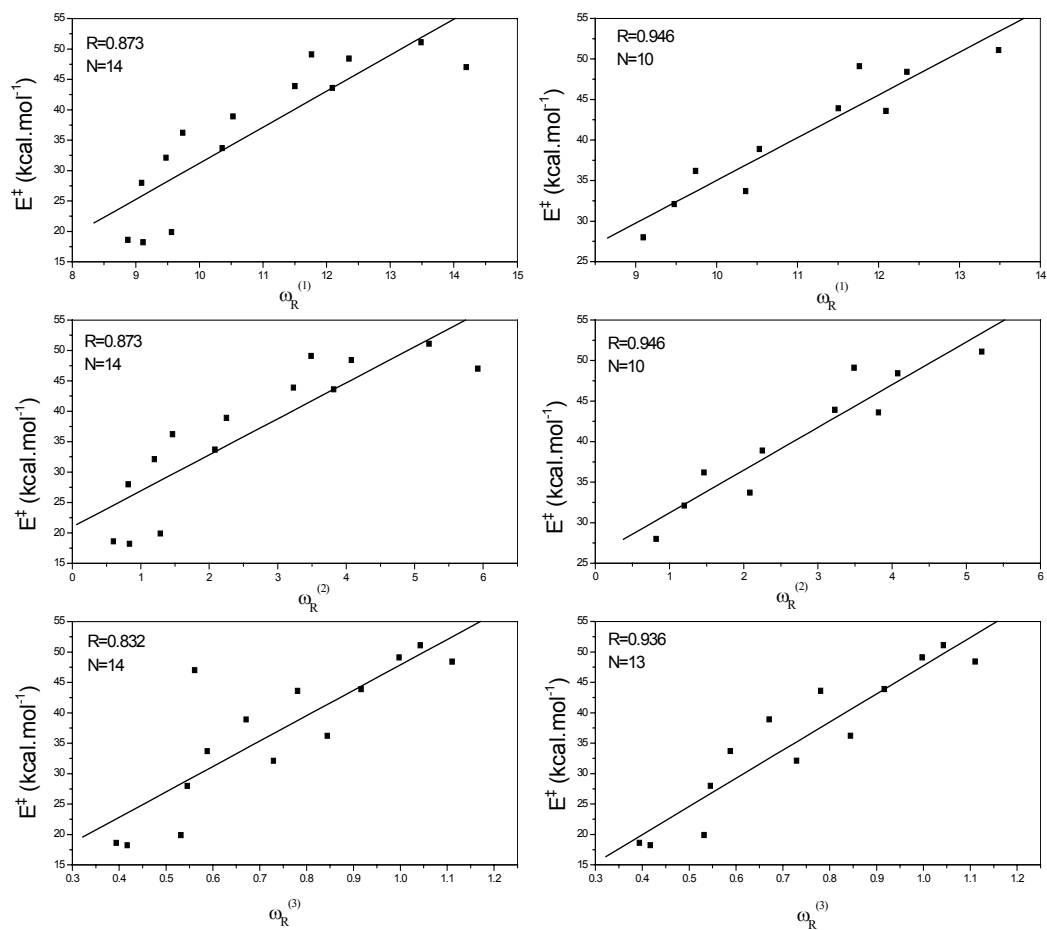 R=0.873
N=14
E‡ (kcal.mol-1)
55
50
45
40
35
30
25
20
15
8 9 10 11 12 13 14 15
ωR(1)
R=0.946
N=10
E‡ (kcal.mol-1)
55
50
45
40
35
30
25
9 10 11 12 13 14
ωR(1)
R=0.873
N=14
E‡ (kcal.mol-1)
55
50
45
40
35
30
25
20
15
0 1 2 3 4 5 6
ωR(2)
R=0.946
N=10
E‡ (kcal.mol-1)
55
50
45
40
35
30
25
0 1 2 3 4 5 6
ωR(2)
R=0.832
N=14
E‡ (kcal.mol-1)
55
50
45
40
35
30
25
20
15
0.3 0.4 0.5 0.6 0.7 0.8 0.9 1.0 1.1 1.2
ωR(3)
R=0.936
N=13
E‡ (kcal.mol-1)
55
50
45
40
35
30
25
20
15
0.3 0.4 0.5 0.6 0.7 0.8 0.9 1.0 1.1 1.2
ωR(3)